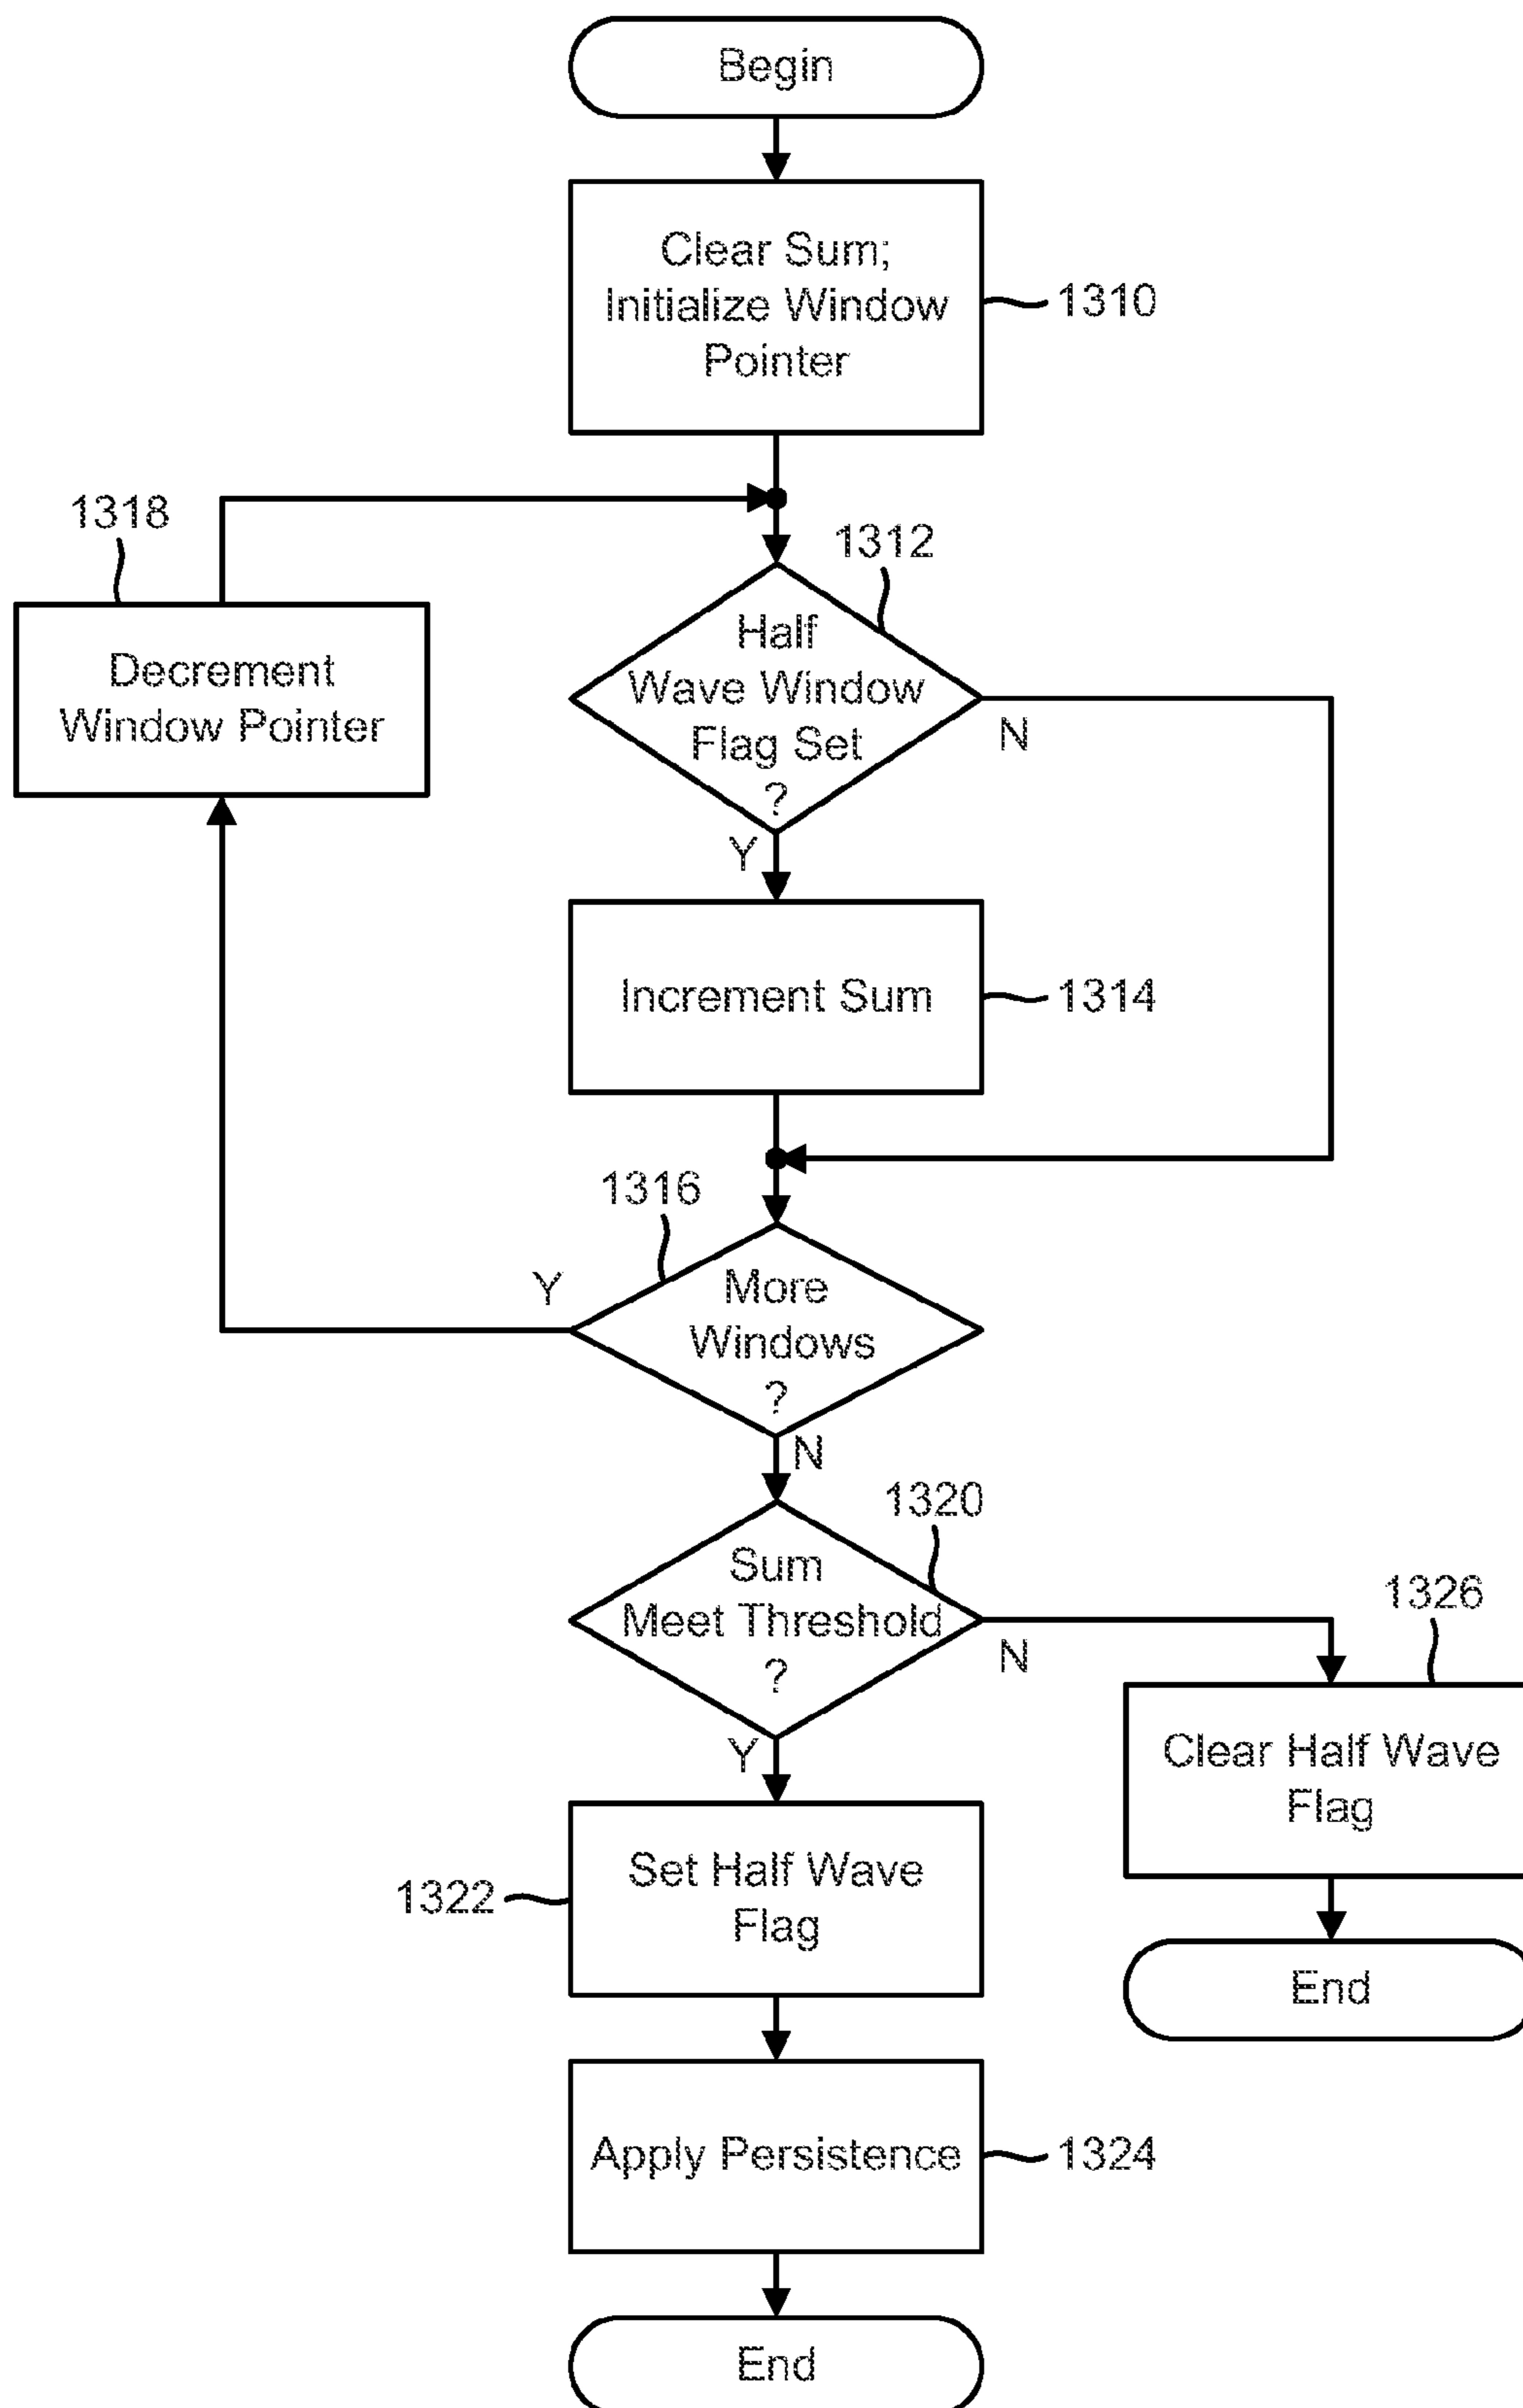 Begin
Clear Sum;
Initialize Window
Pointer
1310
1318
1312
Decrement
Window Pointer
Half
Wave Window
Flag Set
?
N
Y
Increment Sum
1314
1316
Y
More
Windows
?
N
1320
Sum
Meet Threshold
?
N
1326
Y
Clear Half Wave
Flag
1322
Set Half Wave
Flag
End
Apply Persistence
1324
End